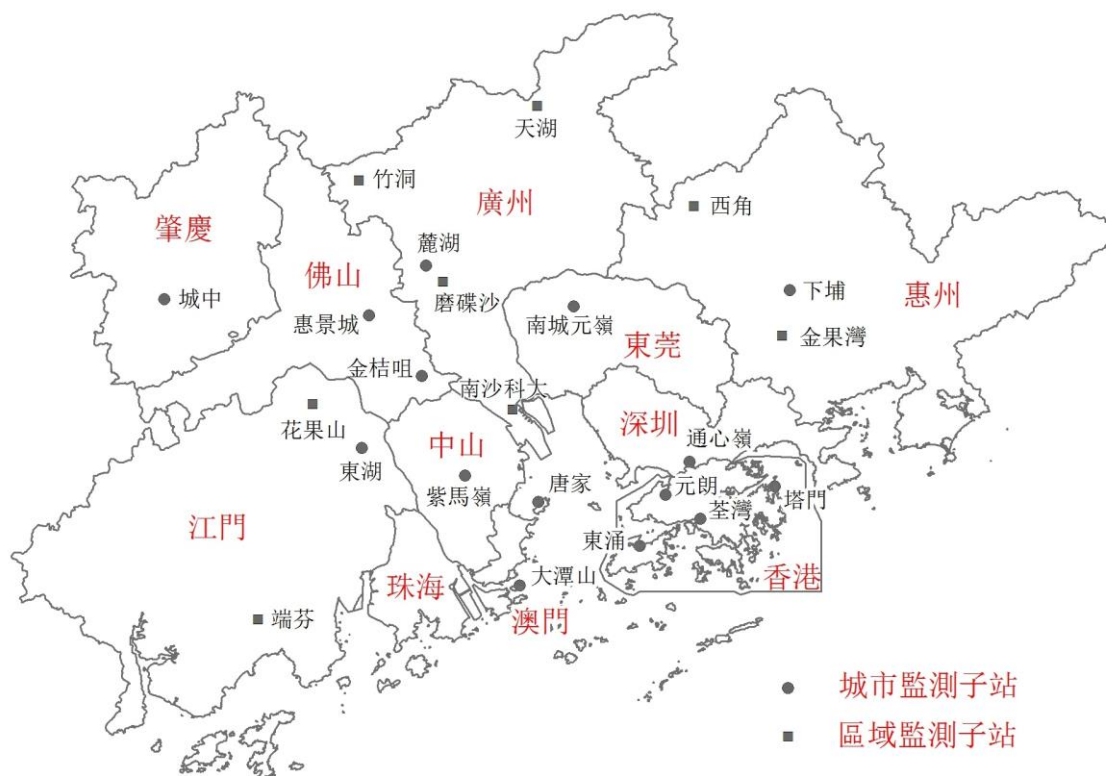 天湖
竹洞
西角
廣州
肇慶
麓湖
佛山
磨碟沙
城中
下埔
惠州
惠景城
南城元嶺
金果灣
東莞
金桔咀
南沙科大
花果山
深圳
中山
通心嶺
東湖
紫馬嶺
唐家
元朗
塔門
荃灣
江門
東涌
珠海
大潭山
香港
端芬
澳門
城市監測子站
區域監測子站